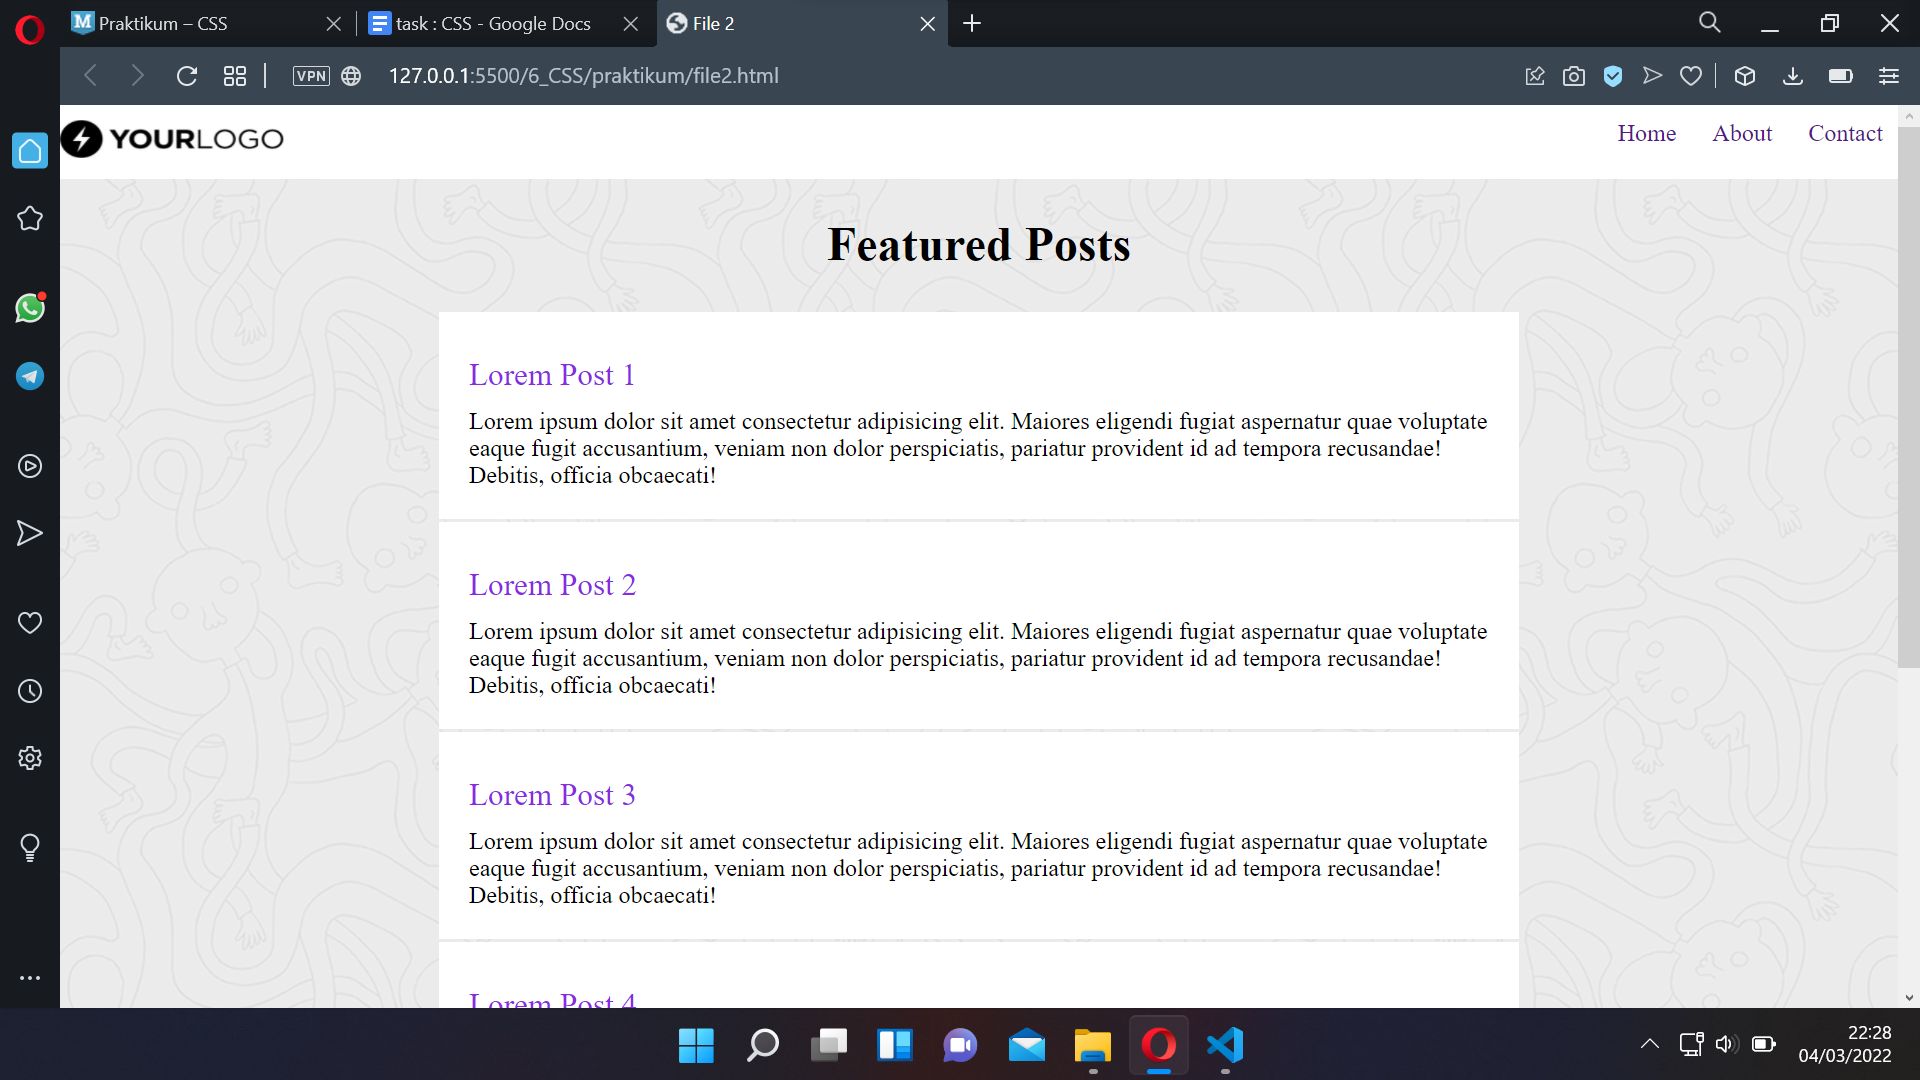 Praktikum – CSS
task : CSS - Google Docs
File 2
VPN
127.0.0.1:5500/6_CSS/praktikum/file2.html
YOURLOGO
Home
About
Contact
Featured Posts
Lorem Post 1
Lorem ipsum dolor sit amet consectetur adipisicing elit. Maiores eligendi fugiat aspernatur quae voluptate
eaque fugit accusantium, veniam non dolor perspiciatis, pariatur provident id ad tempora recusandae!
Debitis, officia obcaecati!
Lorem Post 2
Lorem ipsum dolor sit amet consectetur adipisicing elit. Maiores eligendi fugiat aspernatur quae voluptate
eaque fugit accusantium, veniam non dolor perspiciatis, pariatur provident id ad tempora recusandae!
Debitis, officia obcaecati!
Lorem Post 3
Lorem ipsum dolor sit amet consectetur adipisicing elit. Maiores eligendi fugiat aspernatur quae voluptate
eaque fugit accusantium, veniam non dolor perspiciatis, pariatur provident id ad tempora recusandae!
Debitis, officia obcaecati!
Lorem Post 4
22:28
04/03/2022